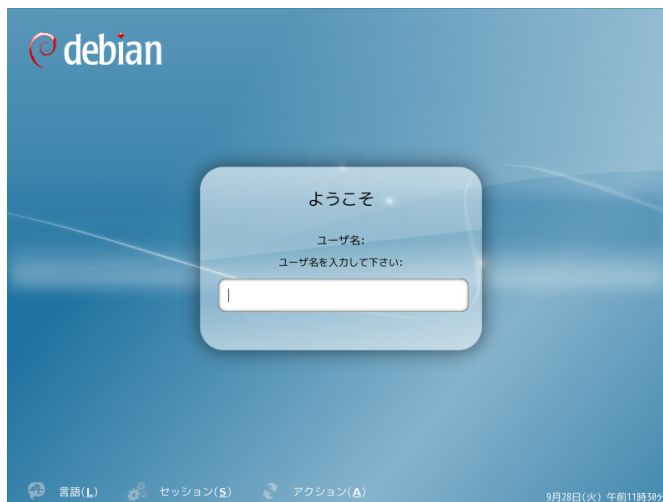 debian
ようこそ
ユーザ名:
ユーザ名を入力して下さい:
言語(L) セッション(S) アクション(A) 9月28日(火) 午前11時38分